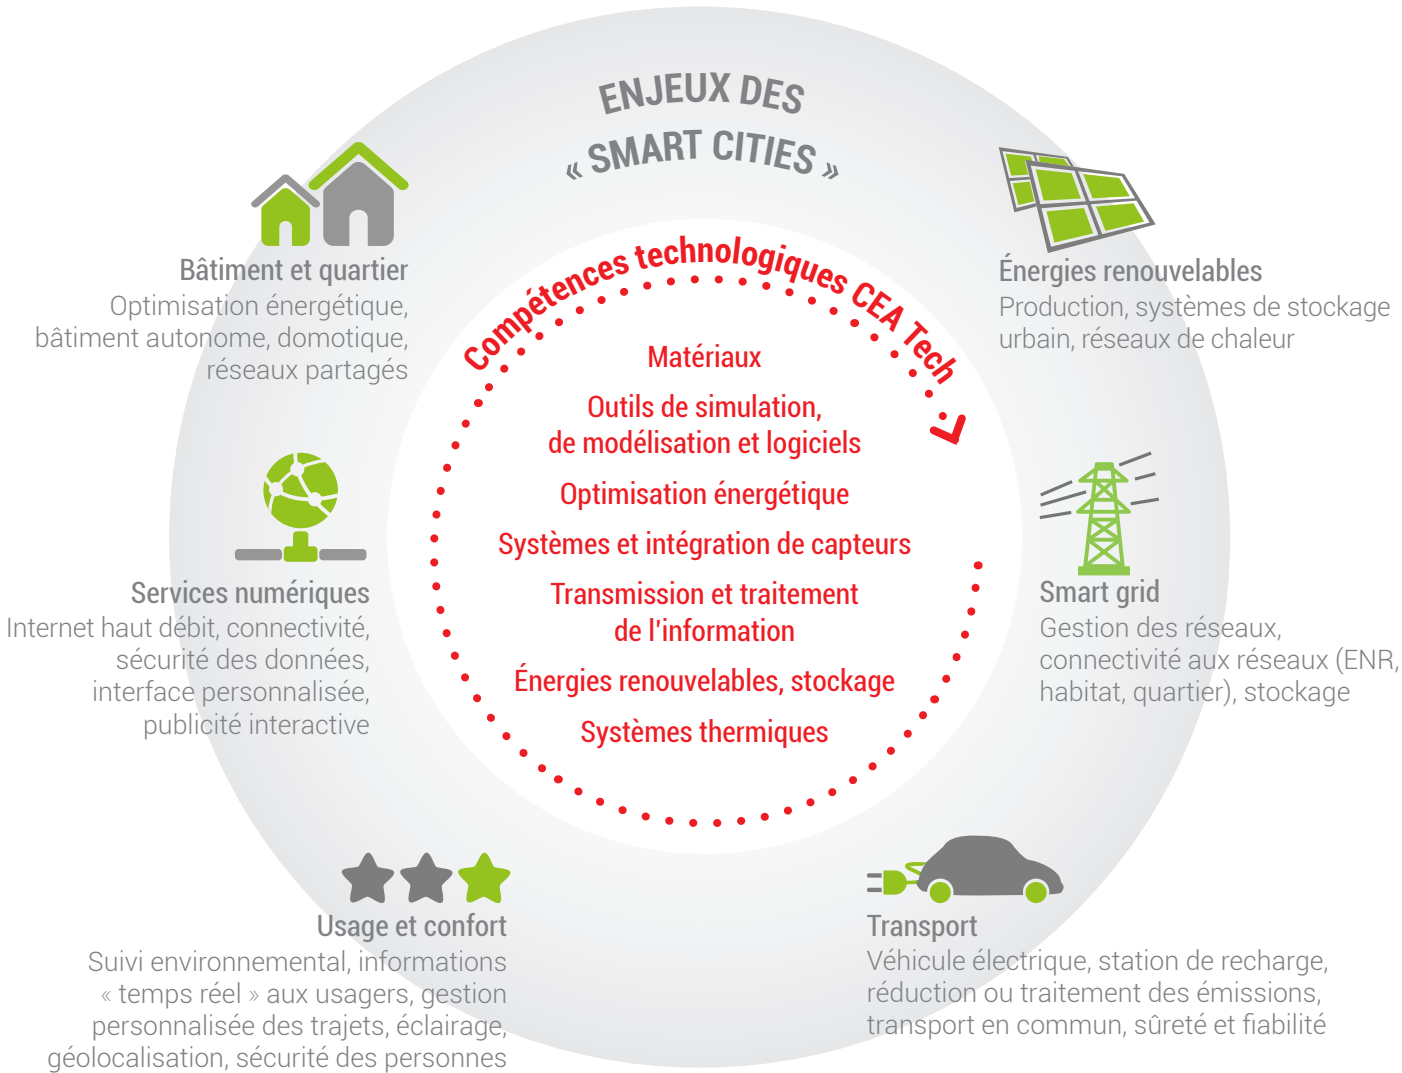 ENJEUX DES
« SMART CITIES »
Bâtiment et quartier
Optimisation énergétique,
bâtiment autonome, domotique,
réseaux partagés
Énergies renouvelables
Production, systèmes de stockage
urbain, réseaux de chaleur
Compétences technologiques CEA Tech
Matériaux
Outils de simulation,
de modélisation et logiciels
Optimisation énergétique
Systèmes et intégration de capteurs
Transmission et traitement
de l'information
Énergies renouvelables, stockage
Systèmes thermiques
Services numériques
Internet haut débit, connectivité,
sécurité des données,
interface personnalisée,
publicité interactive
Smart grid
Gestion des réseaux,
connectivité aux réseaux (ENR,
habitat, quartier), stockage
Usage et confort
Suivi environnemental, informations
« temps réel » aux usagers, gestion
personnalisée des trajets, éclairage,
géolocalisation, sécurité des personnes
Transport
Véhicule électrique, station de recharge,
réduction ou traitement des émissions,
transport en commun, sûreté et fiabilité